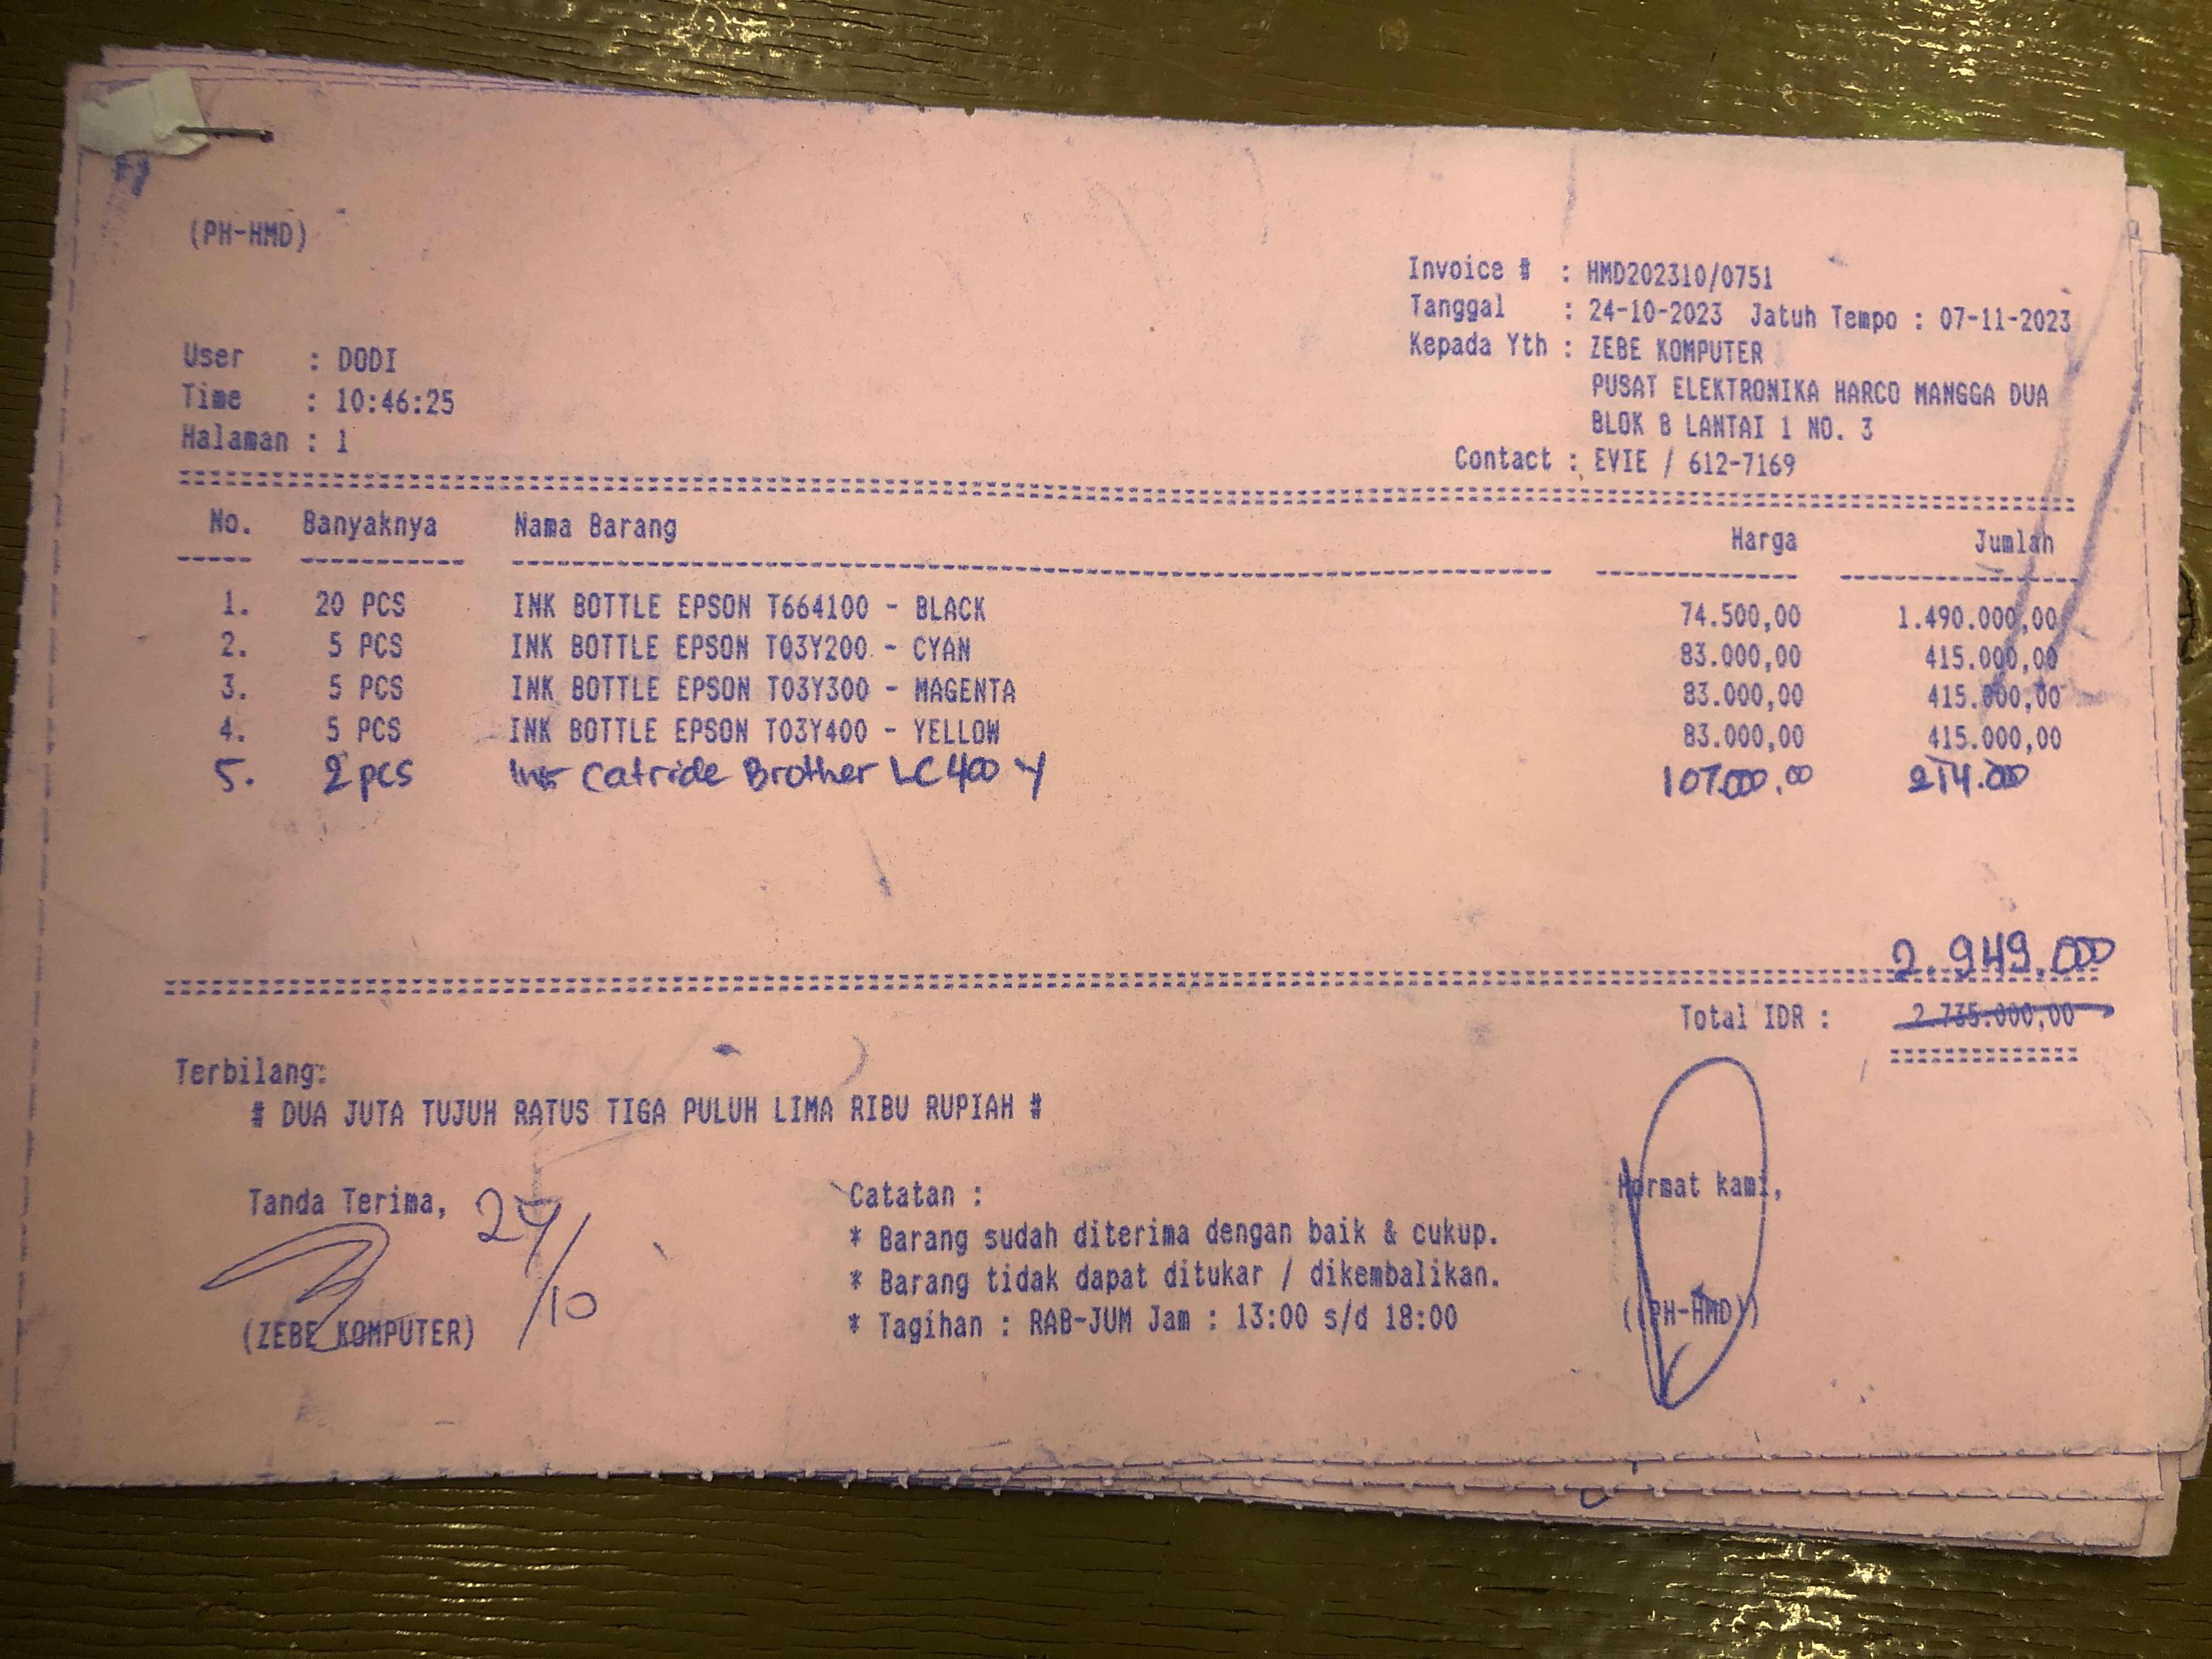 (PH-HMD)
Invoice # : HMD202310/0751
Tanggal : 24-10-2023 Jatuh Tempo : 07-11-2023
Kepada Yth : ZEBE KOMPUTER
PUSAT ELEKTRONIKA HARCO MANGGA DUA
BLOK B LANTAI 1 NO. 3
Contact : EVIE / 612-7169
User : DODI
Time : 10:46:25
Halaman : 1
No. Banyaknya Nama Barang Harga Jumlah
1. 20 PCS INK BOTTLE EPSON T664100 - BLACK 74.500,00 1.490.000,00
2. 5 PCS INK BOTTLE EPSON T03Y200 - CYAN 83.000,00 415.000,00
3. 5 PCS INK BOTTLE EPSON T03Y300 - MAGENTA 83.000,00 415.000,00
4. 5 PCS INK BOTTLE EPSON T03Y400 - YELLOW 83.000,00 415.000,00
5. 2 pcs Ink Catride Brother LC 400 Y 107.000,00 214.000
2.949.000
Total IDR : 2.735.000,00
Terbilang:
# DUA JUTA TUJUH RATUS TIGA PULUH LIMA RIBU RUPIAH #
Tanda Terima, 24/10
(ZEBE KOMPUTER)
Catatan :
* Barang sudah diterima dengan baik & cukup.
* Barang tidak dapat ditukar / dikembalikan.
* Tagihan : RAB-JUM Jam : 13:00 s/d 18:00
Hormat kami,
((PH-HMD))